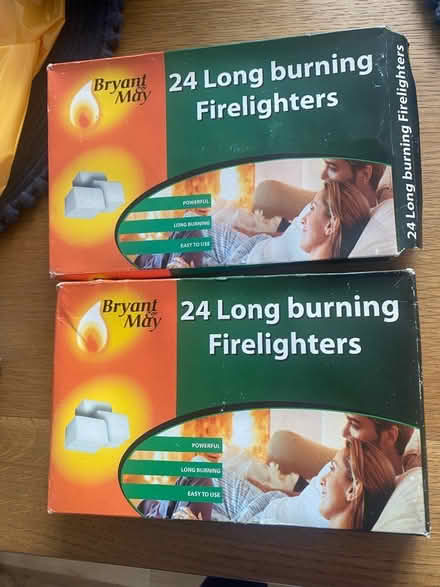 Bryant
&
May
24 Long burning
Firelighters
POWERFUL
LONG BURNING
EASY TO USE
24 Long burning Firelighters
Bryant
&
May
24 Long burning
Firelighters
POWERFUL
LONG BURNING
EASY TO USE